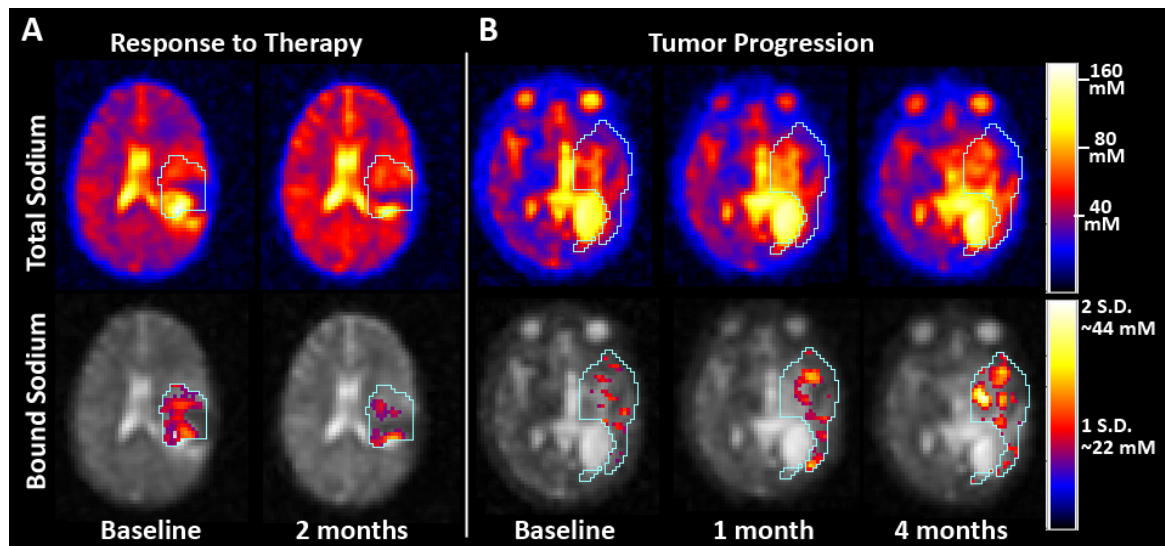 A
Response to Therapy
B
Tumor Progression
Total Sodium
160
mM
80
mM
40
mM
Bound Sodium
2 S.D.
~44 mM
1 S.D.
~22 mM
Baseline
2 months
Baseline
1 month
4 months